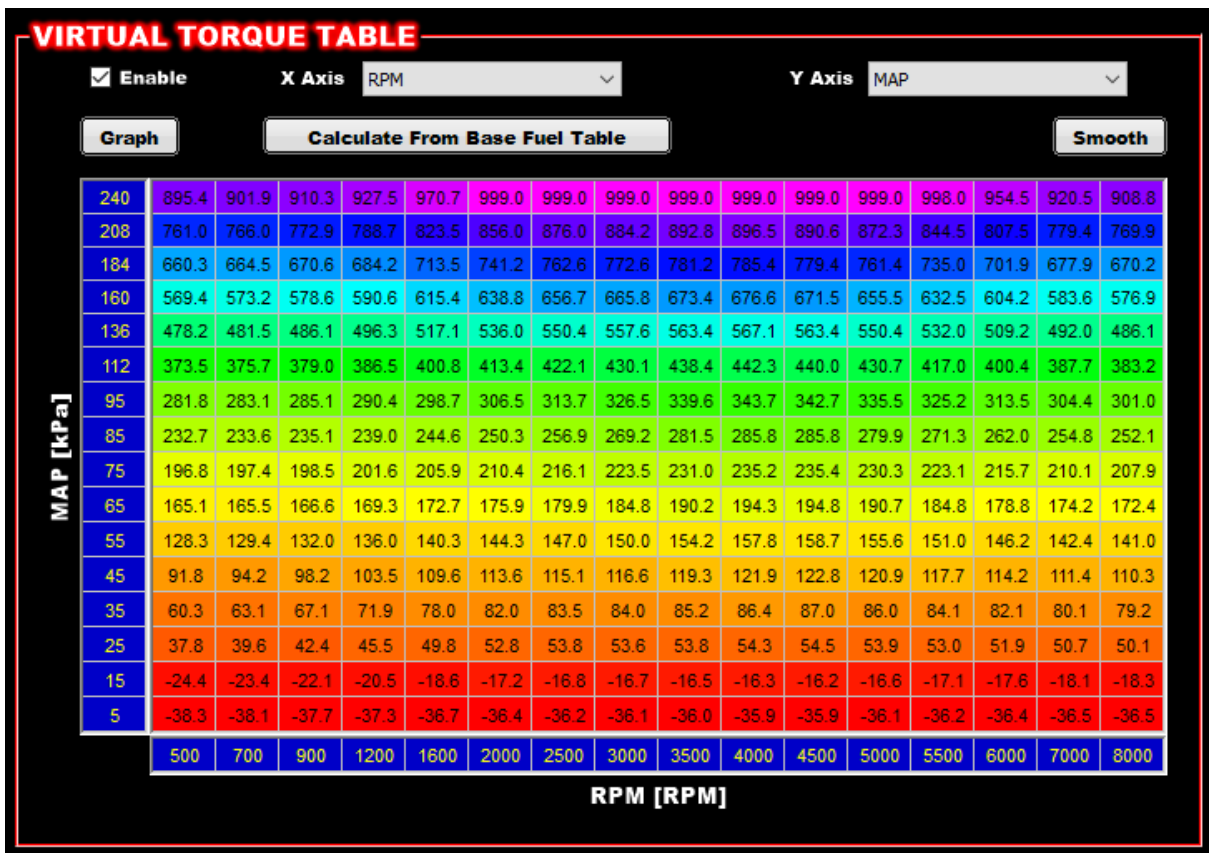 VIRTUAL TORQUE TABLE
Enable X Axis RPM Y Axis MAP
Graph Calculate From Base Fuel Table Smooth
240 895.4 901.9 910.3 927.5 970.7 999.0 999.0 999.0 999.0 999.0 999.0 999.0 998.0 954.5 920.5 908.8
208 761.0 766.0 772.9 788.7 823.5 856.0 876.0 884.2 892.8 896.5 890.6 872.3 844.5 807.5 779.4 769.9
184 660.3 664.5 670.6 684.2 713.5 741.2 762.6 772.6 781.2 785.4 779.4 761.4 735.0 701.9 677.9 670.2
160 569.4 573.2 578.6 590.6 615.4 638.8 656.7 665.8 673.4 676.6 671.5 655.5 632.5 604.2 583.6 576.9
136 478.2 481.5 486.1 496.3 517.1 536.0 550.4 557.6 563.4 567.1 563.4 550.4 532.0 509.2 492.0 486.1
112 373.5 375.7 379.0 386.5 400.8 413.4 422.1 430.1 438.4 442.3 440.0 430.7 417.0 400.4 387.7 383.2
95 281.8 283.1 285.1 290.4 298.7 306.5 313.7 326.5 339.6 343.7 342.7 335.5 325.2 313.5 304.4 301.0
85 232.7 233.6 235.1 239.0 244.6 250.3 256.9 269.2 281.5 285.8 285.8 279.9 271.3 262.0 254.8 252.1
75 196.8 197.4 198.5 201.6 205.9 210.4 216.1 223.5 231.0 235.2 235.4 230.3 223.1 215.7 210.1 207.9
65 165.1 165.5 166.6 169.3 172.7 175.9 179.9 184.8 190.2 194.3 194.8 190.7 184.8 178.8 174.2 172.4
55 128.3 129.4 132.0 136.0 140.3 144.3 147.0 150.0 154.2 157.8 158.7 155.6 151.0 146.2 142.4 141.0
45 91.8 94.2 98.2 103.5 109.6 113.6 115.1 116.6 119.3 121.9 122.8 120.9 117.7 114.2 111.4 110.3
35 60.3 63.1 67.1 71.9 78.0 82.0 83.5 84.0 85.2 86.4 87.0 86.0 84.1 82.1 80.1 79.2
25 37.8 39.6 42.4 45.5 49.8 52.8 53.8 53.6 53.8 54.3 54.5 53.9 53.0 51.9 50.7 50.1
15 -24.4 -23.4 -22.1 -20.5 -18.6 -17.2 -16.8 -16.7 -16.5 -16.3 -16.2 -16.6 -17.1 -17.6 -18.1 -18.3
5 -38.3 -38.1 -37.7 -37.3 -36.7 -36.4 -36.2 -36.1 -36.0 -35.9 -35.9 -36.1 -36.2 -36.4 -36.5 -36.5
MAP [kPa]
500 700 900 1200 1600 2000 2500 3000 3500 4000 4500 5000 5500 6000 7000 8000
RPM [RPM]